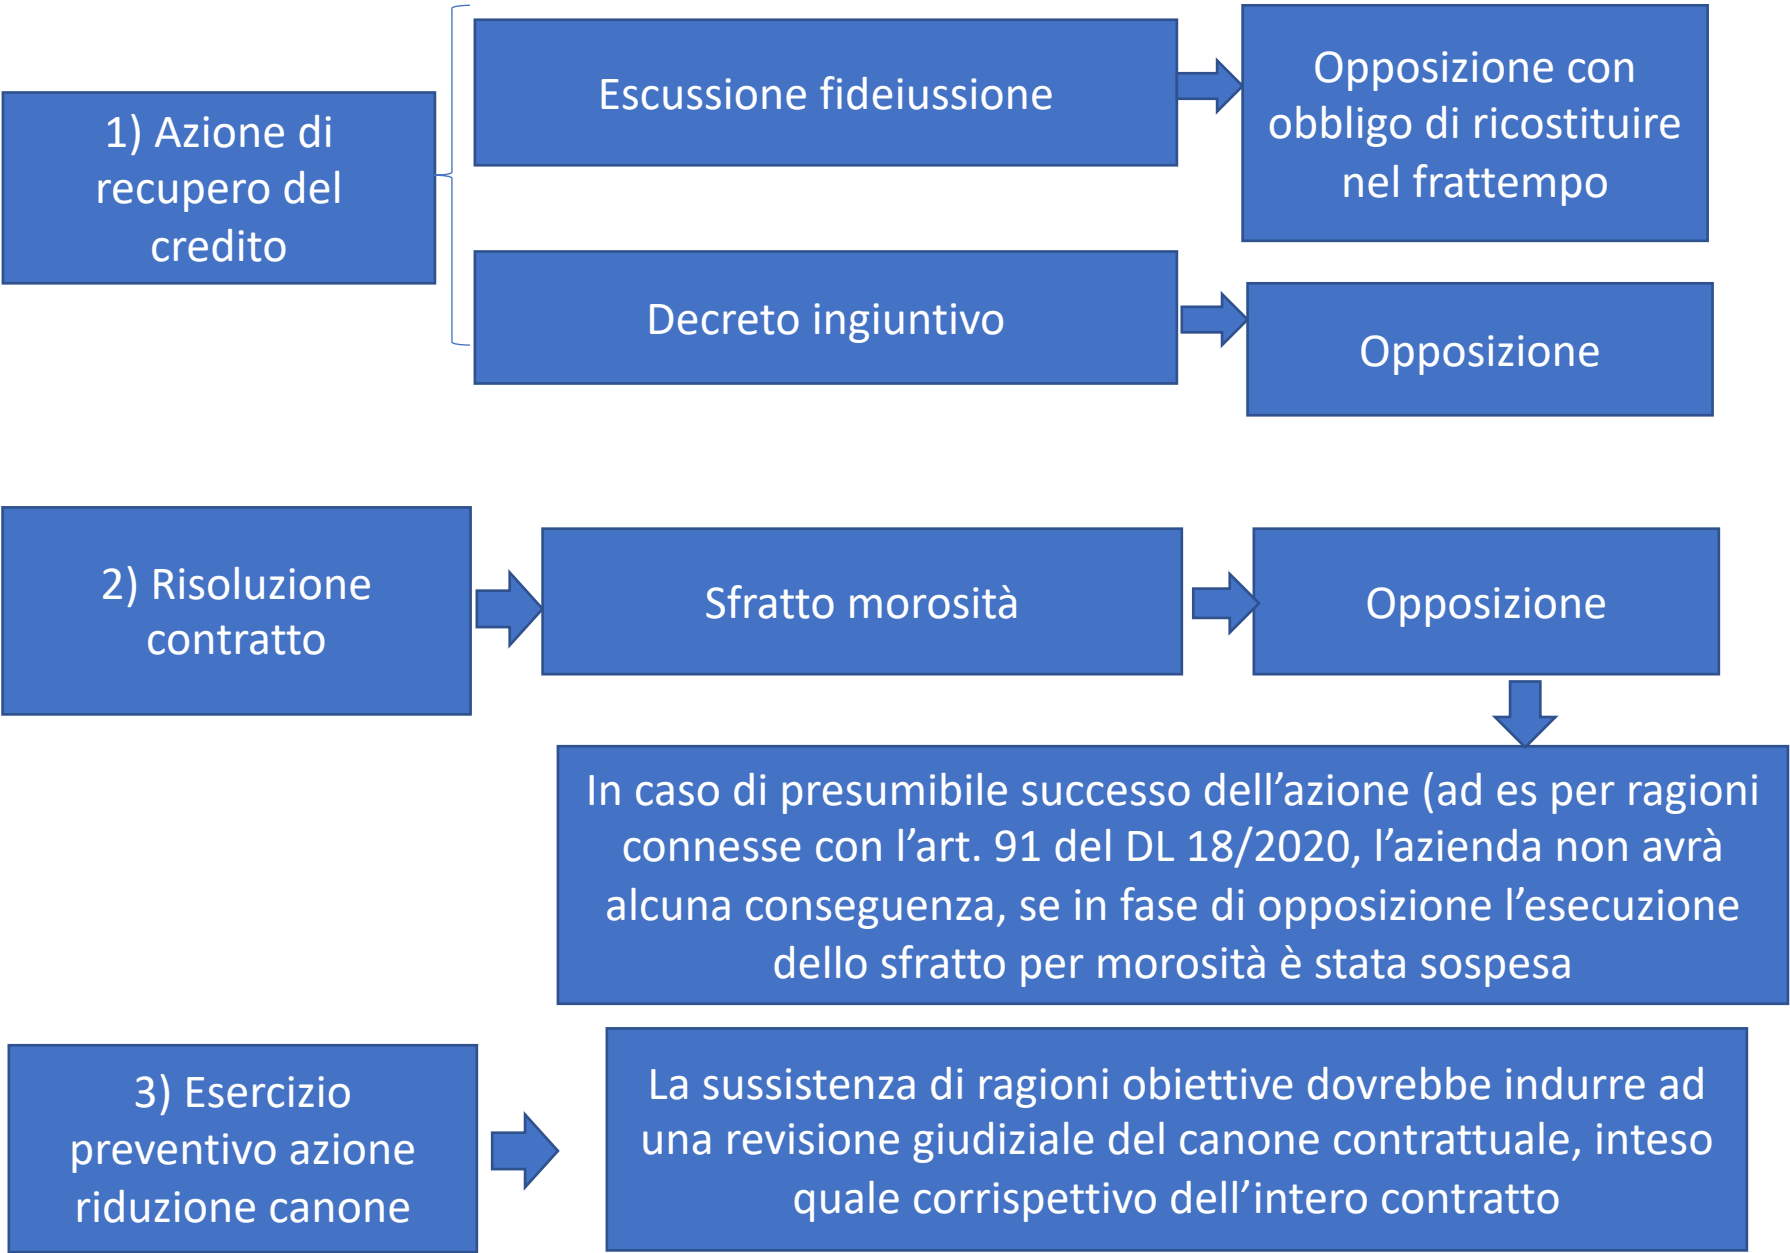 1) Azione di
recupero del
credito
Escussione fideiussione
Opposizione con
obbligo di ricostituire
nel frattempo
Decreto ingiuntivo
Opposizione
2) Risoluzione
contratto
Sfratto morosità
Opposizione
In caso di presumibile successo dell’azione (ad es per ragioni
connesse con l’art. 91 del DL 18/2020, l’azienda non avrà
alcuna conseguenza, se in fase di opposizione l’esecuzione
dello sfratto per morosità è stata sospesa
3) Esercizio
preventivo azione
riduzione canone
La sussistenza di ragioni obiettive dovrebbe indurre ad
una revisione giudiziale del canone contrattuale, inteso
quale corrispettivo dell’intero contratto